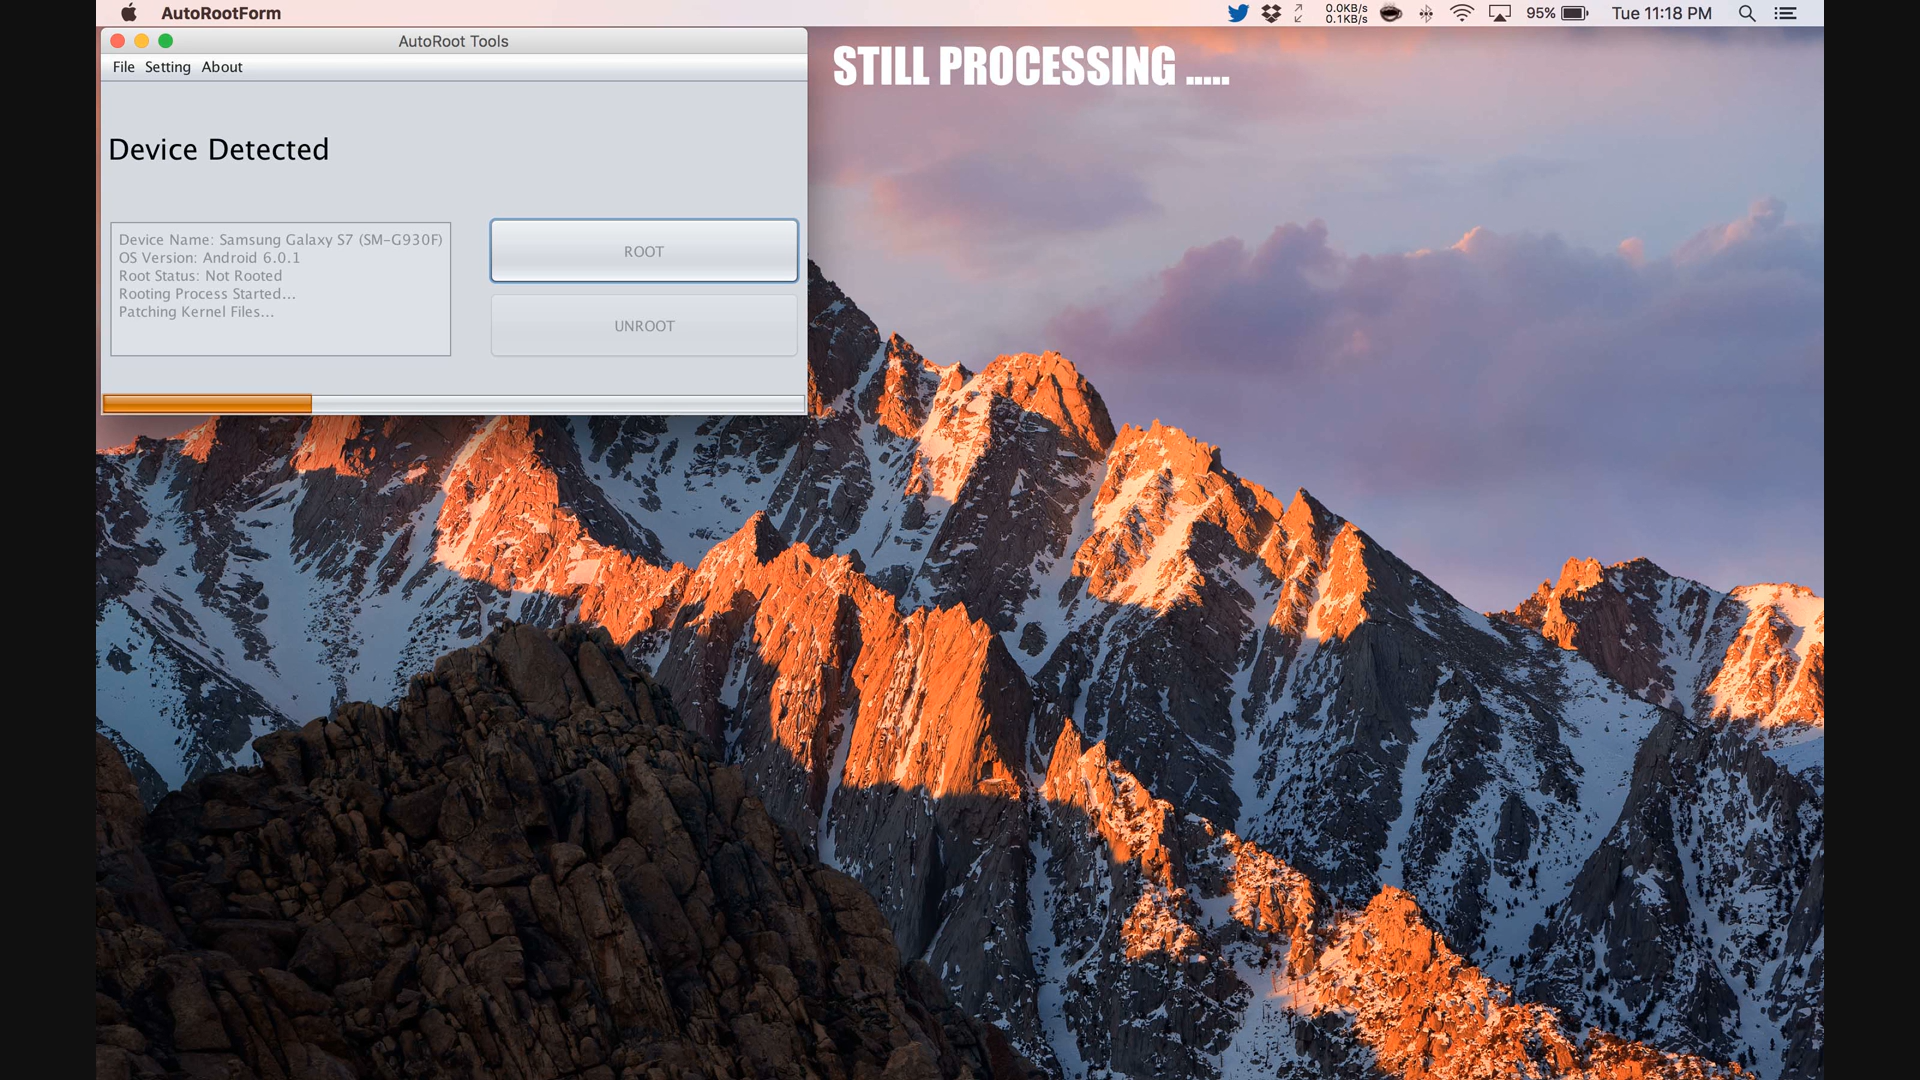 AutoRootForm
0.0KB/s
0.1KB/s
95%
Tue 11:18 PM
AutoRoot Tools
STILL PROCESSING .....
File Setting About
Device Detected
Device Name: Samsung Galaxy S7 (SM-G930F)
OS Version: Android 6.0.1
Root Status: Not Rooted
Rooting Process Started...
Patching Kernel Files...
ROOT
UNROOT